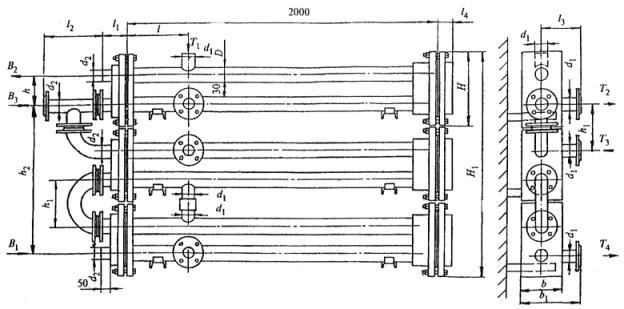 2000
l₂
l₁
l
l₄
l₃
T₁
d₁
D
d₂
B₂
h
30
H
d₁
d₁
T₂
B₃
d₂
h₁
d₂
T₃
h₂
H₁
d₁
h₁
d₁
d₁
B₁
d₁
T₄
d₂
50
b
b₁